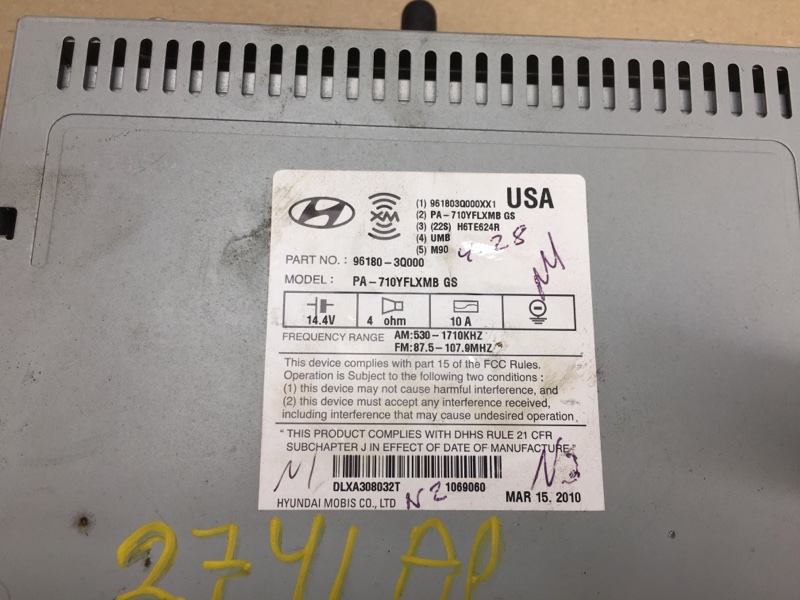 XM
(1) 961803Q000XX1 USA
(2) PA-710YFLXMB GS
(3) (22S) H6TE624R
(4) UMB
(5) M90
4-28
N4
PART NO. : 96180-3Q000
MODEL : PA-710YFLXMB GS
14.4V 4 ohm 10 A
FREQUENCY RANGE AM:530-1710KHZ
FM:87.5-107.9MHZ
This device complies with part 15 of the FCC Rules.
Operation is Subject to the following two conditions :
(1) this device may not cause harmful interference, and
(2) this device must accept any interference received,
including interference that may cause undesired operation
" THIS PRODUCT COMPLIES WITH DHHS RULE 21 CFR
SUBCHAPTER J IN EFFECT OF DATE OF MANUFACTURE"
N1 N3
DLXA308032T 1069060
HYUNDAI MOBIS CO., LTD N2 MAR 15. 2010
2741AP